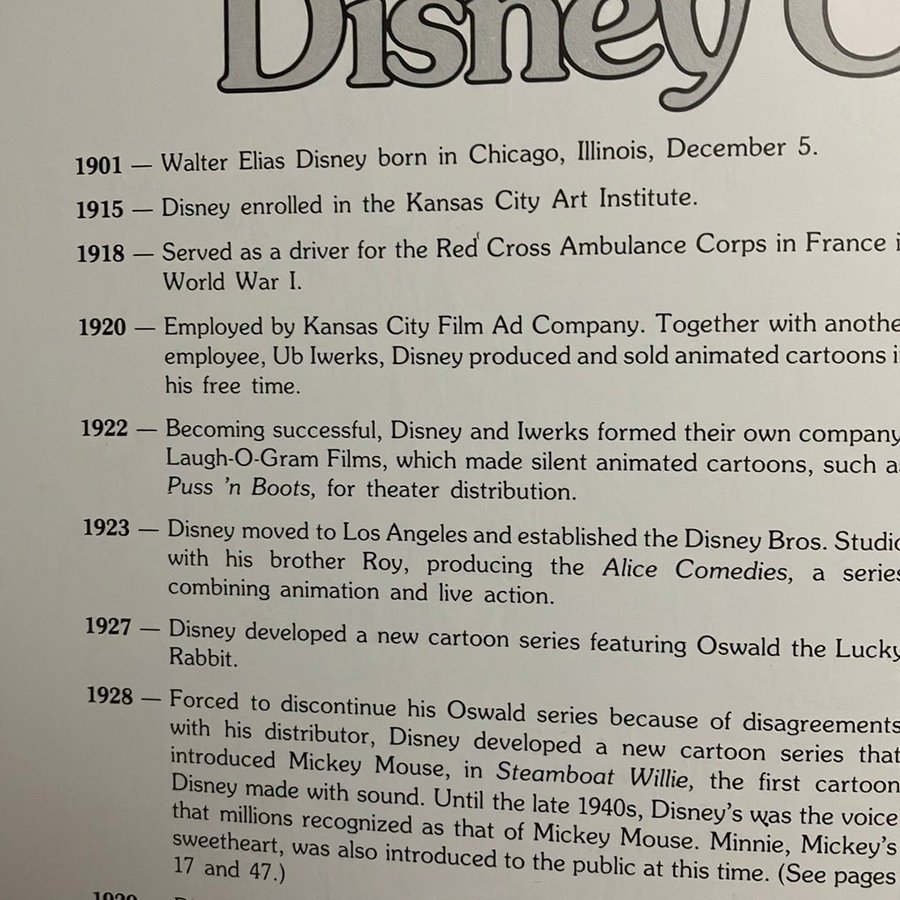 Disney C
1901 — Walter Elias Disney born in Chicago, Illinois, December 5.
1915 — Disney enrolled in the Kansas City Art Institute.
1918 — Served as a driver for the Red Cross Ambulance Corps in France i
World War I.
1920 — Employed by Kansas City Film Ad Company. Together with anothe
employee, Ub Iwerks, Disney produced and sold animated cartoons i
his free time.
1922 — Becoming successful, Disney and Iwerks formed their own company
Laugh-O-Gram Films, which made silent animated cartoons, such a
Puss 'n Boots, for theater distribution.
1923 — Disney moved to Los Angeles and established the Disney Bros. Studio
with his brother Roy, producing the Alice Comedies, a series
combining animation and live action.
1927 — Disney developed a new cartoon series featuring Oswald the Lucky
Rabbit.
1928 — Forced to discontinue his Oswald series because of disagreements
with his distributor, Disney developed a new cartoon series that
introduced Mickey Mouse, in Steamboat Willie, the first cartoon
Disney made with sound. Until the late 1940s, Disney's was the voice
that millions recognized as that of Mickey Mouse. Minnie, Mickey's
sweetheart, was also introduced to the public at this time. (See pages
17 and 47.)